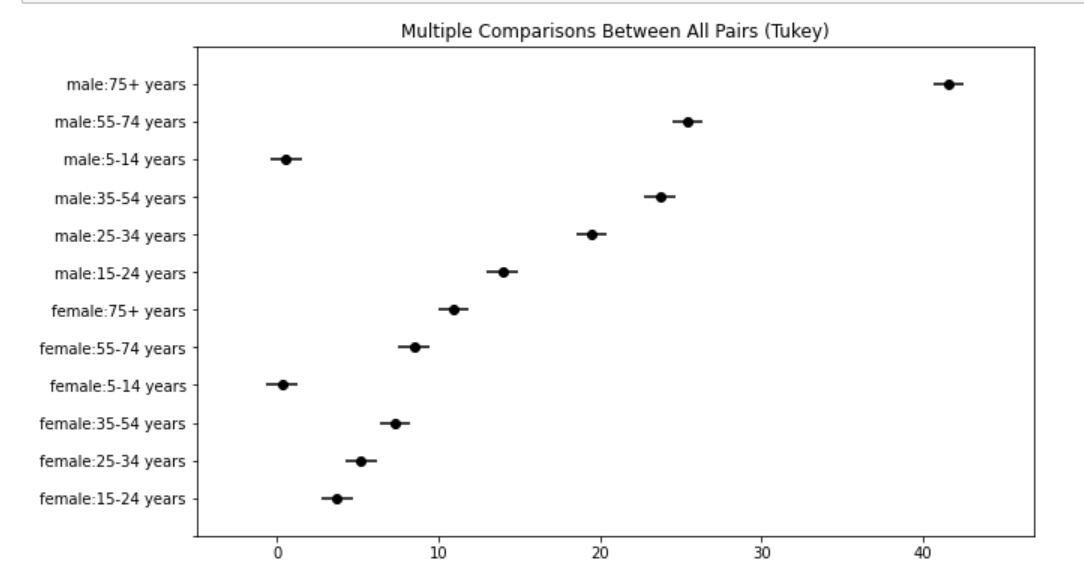 Multiple Comparisons Between All Pairs (Tukey)
male:75+ years
male:55-74 years
male:5-14 years
male:35-54 years
male:25-34 years
male:15-24 years
female:75+ years
female:55-74 years
female:5-14 years
female:35-54 years
female:25-34 years
female:15-24 years
0 10 20 30 40